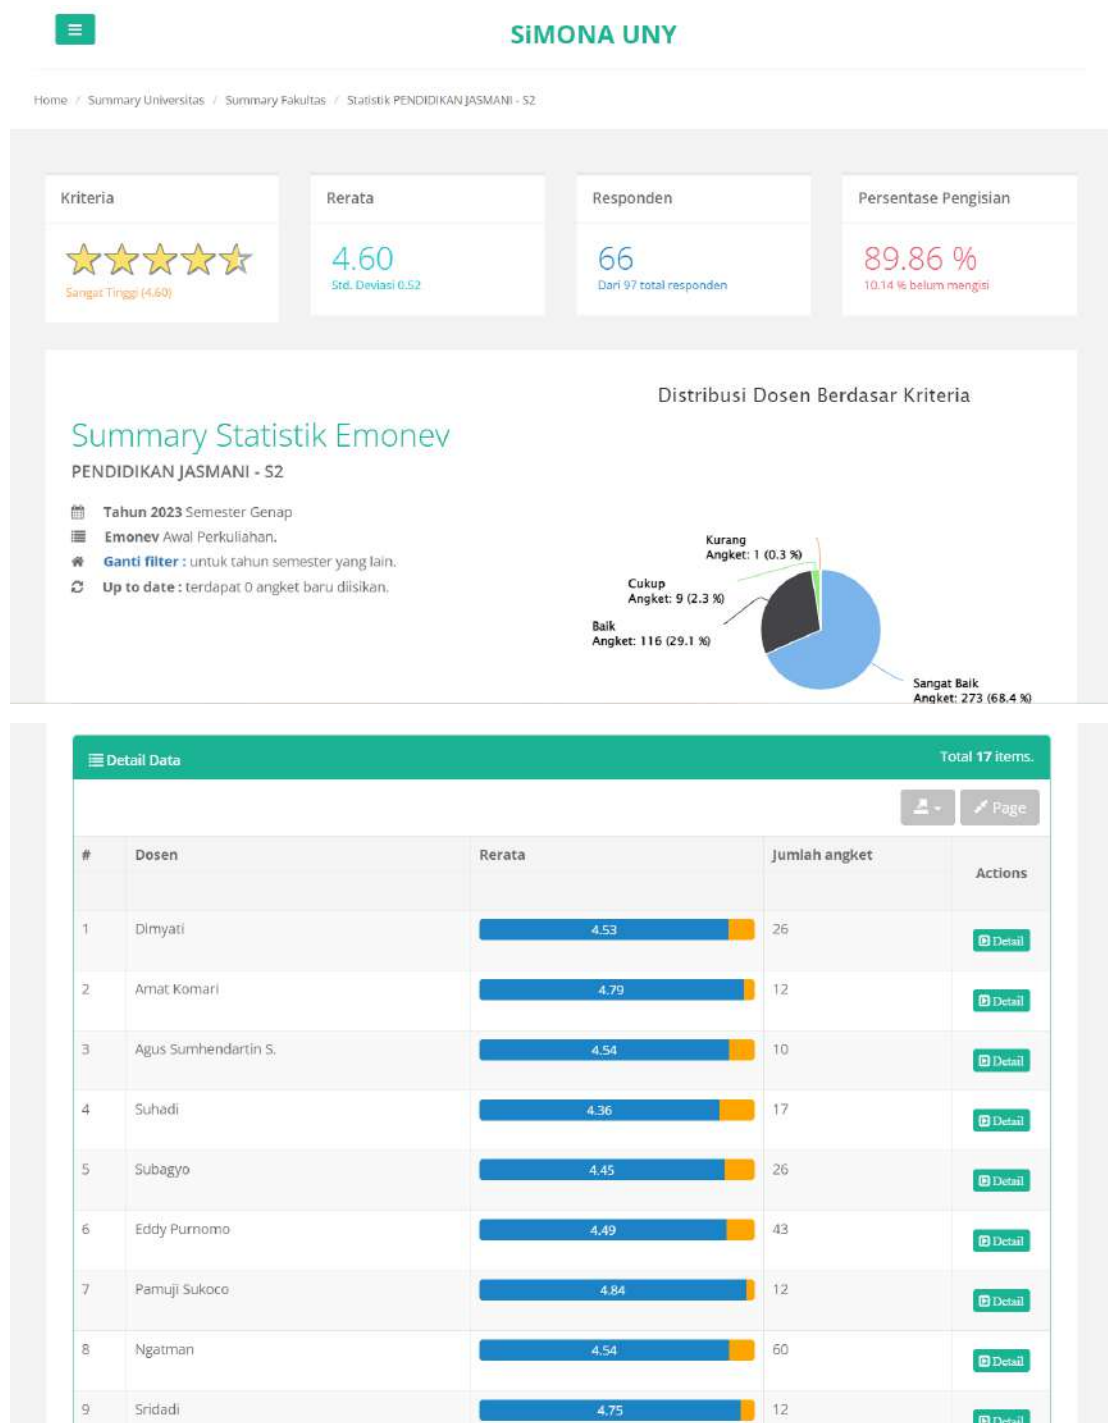 SiMONA UNY
Home / Summary Universitas / Summary Fakultas / Statistik PENDIDIKAN JASMANI - S2
Kriteria
Sangat Tinggi (4.60)
Rerata
4.60
Std. Deviasi 0.52
Responden
66
Dari 97 total responden
Persentase Pengisian
89.86 %
10.14 % belum mengisi
Summary Statistik Emonev
PENDIDIKAN JASMANI - S2
Tahun 2023 Semester Genap
Emonev Awal Perkuliahan.
Ganti filter : untuk tahun semester yang lain.
Up to date : terdapat 0 angket baru diisikan.
Distribusi Dosen Berdasar Kriteria
Kurang
Angket: 1 (0.3 %)
Cukup
Angket: 9 (2.3 %)
Baik
Angket: 116 (29.1 %)
Sangat Baik
Angket: 273 (68.4 %)
Detail Data Total 17 items.
Page
# Dosen Rerata Jumlah angket Actions
1 Dimyati 4.53 26 Detail
2 Amat Komari 4.79 12 Detail
3 Agus Sumhendartin S. 4.54 10 Detail
4 Suhadi 4.36 17 Detail
5 Subagyo 4.45 26 Detail
6 Eddy Purnomo 4.49 43 Detail
7 Pamuji Sukoco 4.84 12 Detail
8 Ngatman 4.54 60 Detail
9 Sridadi 4.75 12 Detail